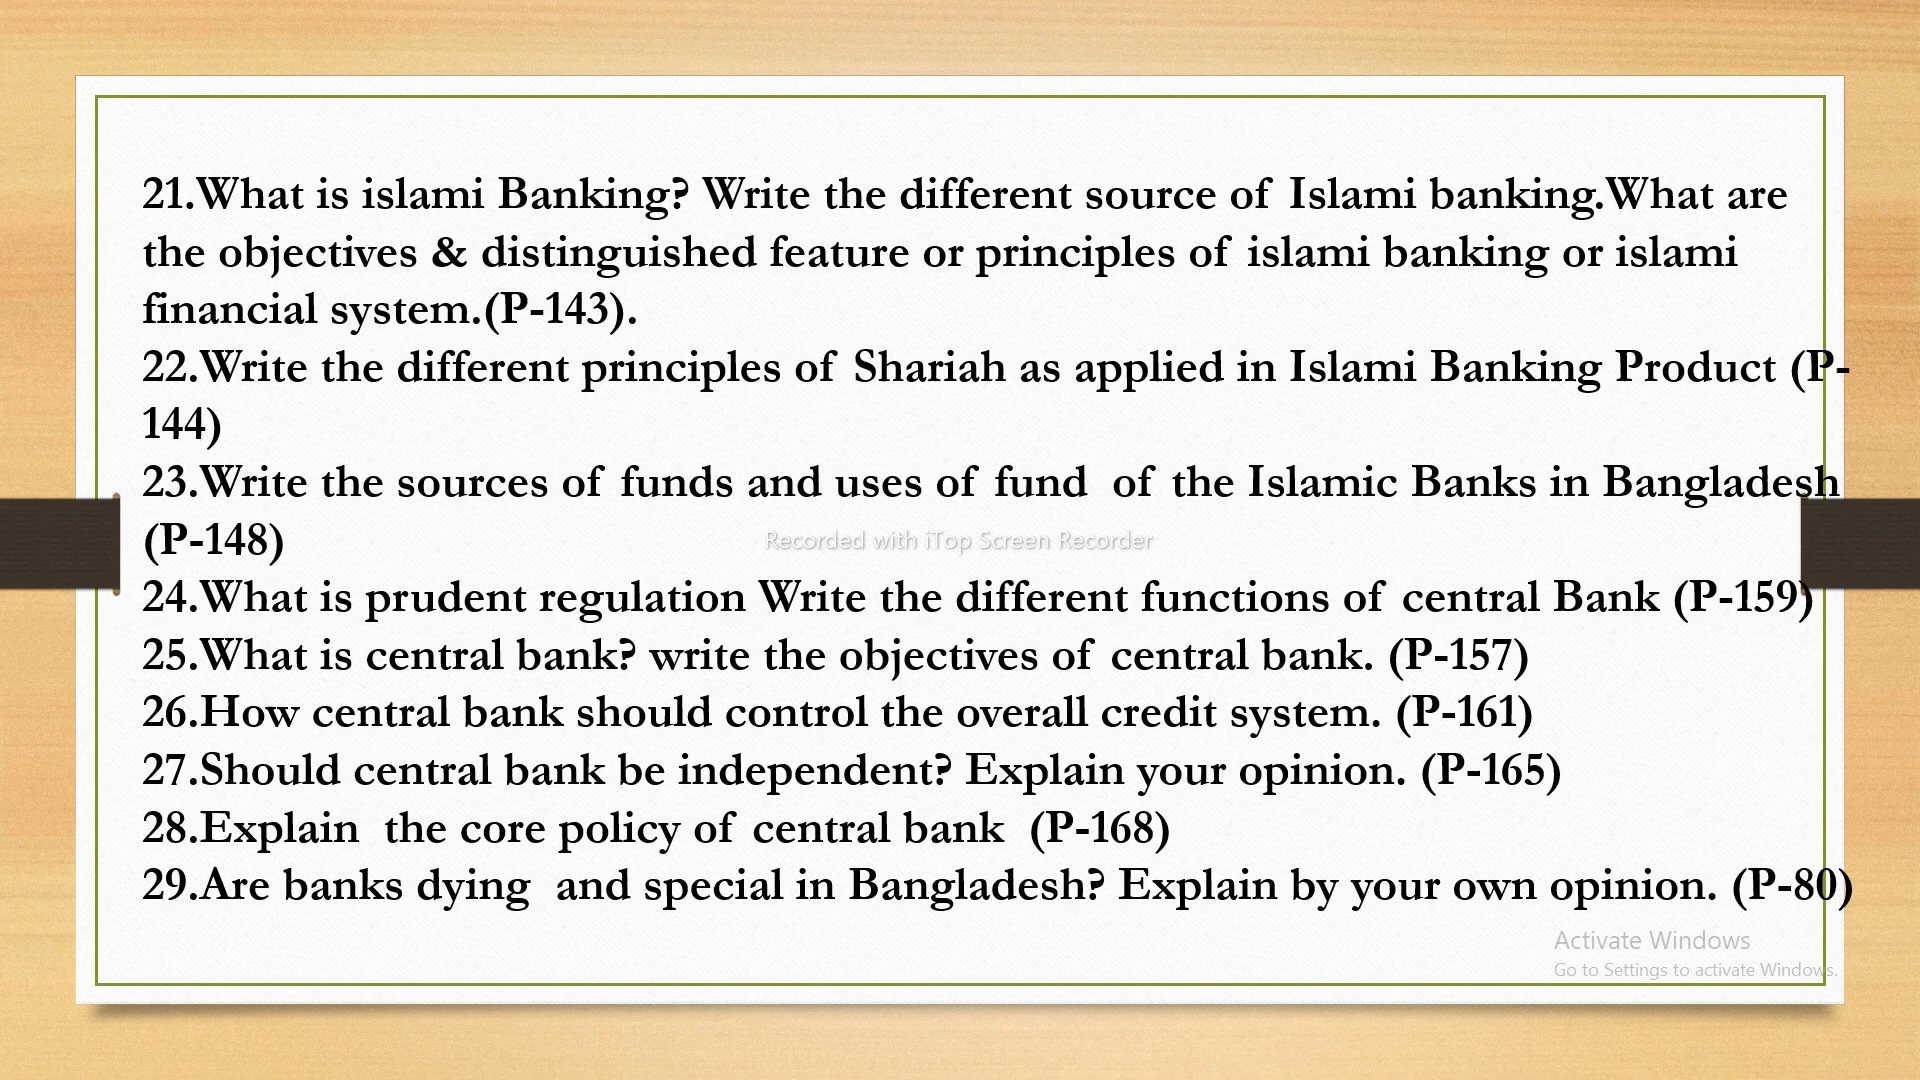 21.What is islami Banking? Write the different source of Islami banking.What are
the objectives & distinguished feature or principles of islami banking or islami
financial system.(P-143).
22.Write the different principles of Shariah as applied in Islami Banking Product (P-
144)
23.Write the sources of funds and uses of fund of the Islamic Banks in Bangladesh
(P-148)
Recorded with iTop Screen Recorder
24.What is prudent regulation Write the different functions of central Bank (P-159)
25.What is central bank? write the objectives of central bank. (P-157)
26.How central bank should control the overall credit system. (P-161)
27.Should central bank be independent? Explain your opinion. (P-165)
28.Explain the core policy of central bank (P-168)
29.Are banks dying and special in Bangladesh? Explain by your own opinion. (P-80)
Activate Windows
Go to Settings to activate Windows.